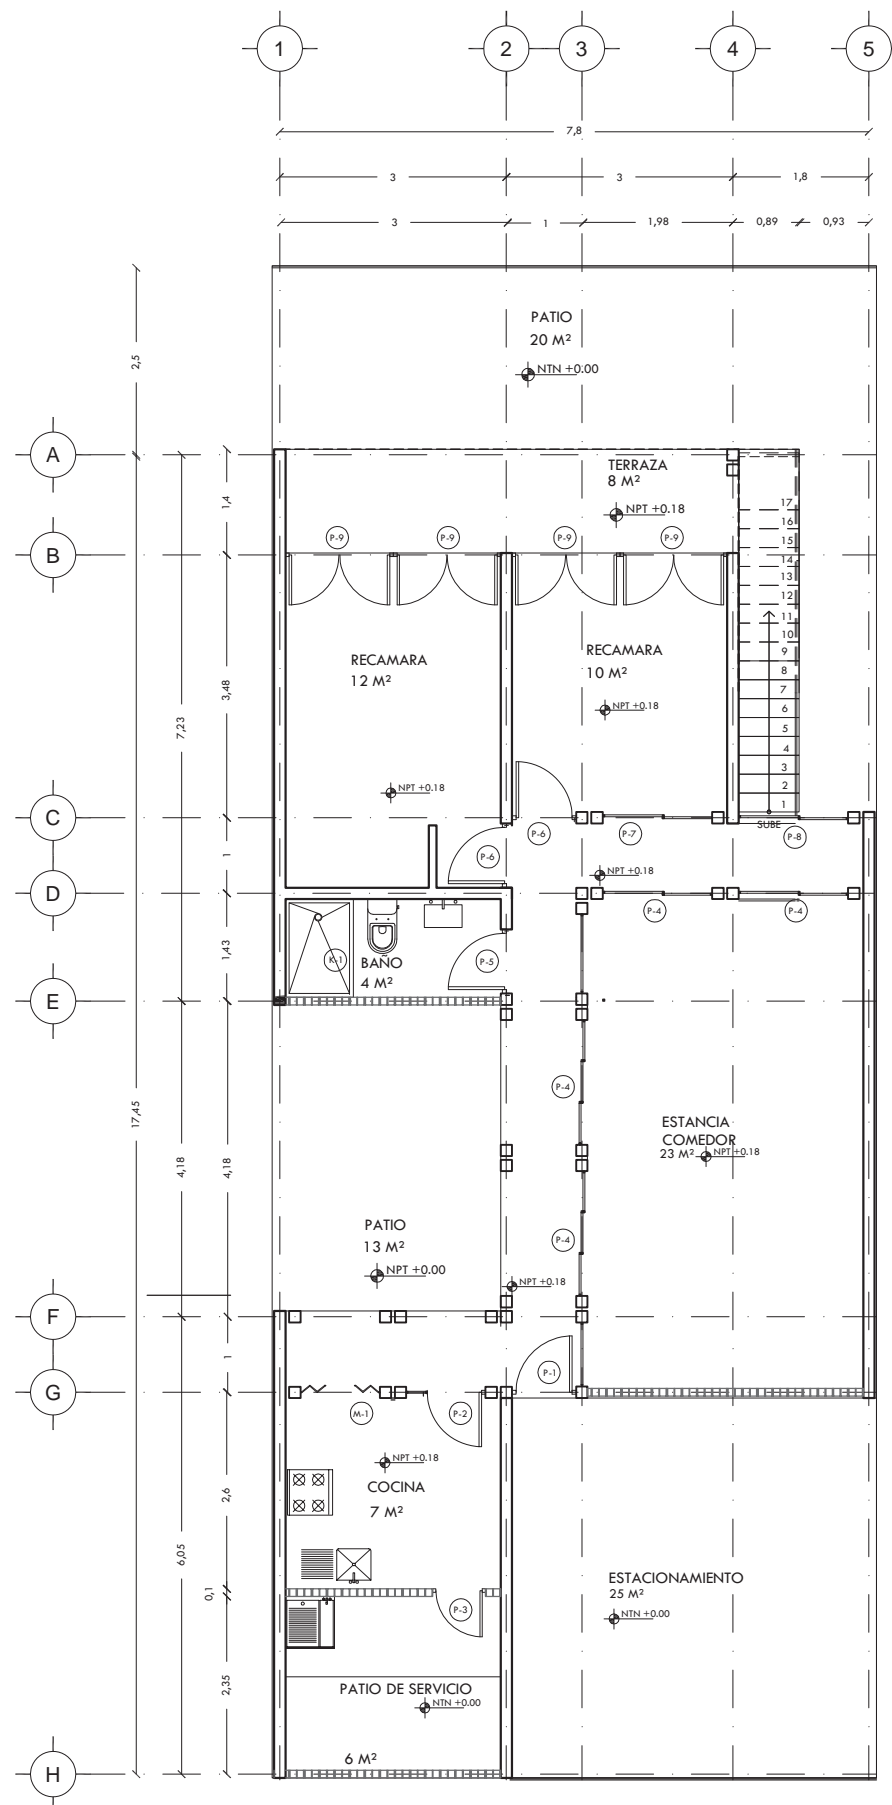 1 2 3 4 5
7,8
3 3 1,8
3 1 1,98 0,89 0,93
PATIO
20 M²
NTN +0.00
2,5
A
TERRAZA
8 M²
NPT +0.18
1,4
17
16
15
14
13
12
11
10
9
8
7
6
5
4
3
2
1
SUBE
P-9 P-9 P-9 P-9
B
RECAMARA
12 M²
NPT +0.18
RECAMARA
10 M²
NPT +0.18
3,48
7,23
C
P-6 P-7 P-8
P-6
NPT +0.18
1
D
P-4 P-4
1,43
K-1
BAÑO
4 M²
P-5
E
17,45
4,18
4,18
P-4
ESTANCIA
COMEDOR
23 M²
NPT +0.18
PATIO
13 M²
NPT +0.00
P-4
NPT +0.18
F
1
P-1
G
M-1
P-2
NPT +0.18
COCINA
7 M²
2,6
6,05
0,1
P-3
ESTACIONAMIENTO
25 M²
NTN +0.00
2,35
PATIO DE SERVICIO
NTN +0.00
6 M²
H